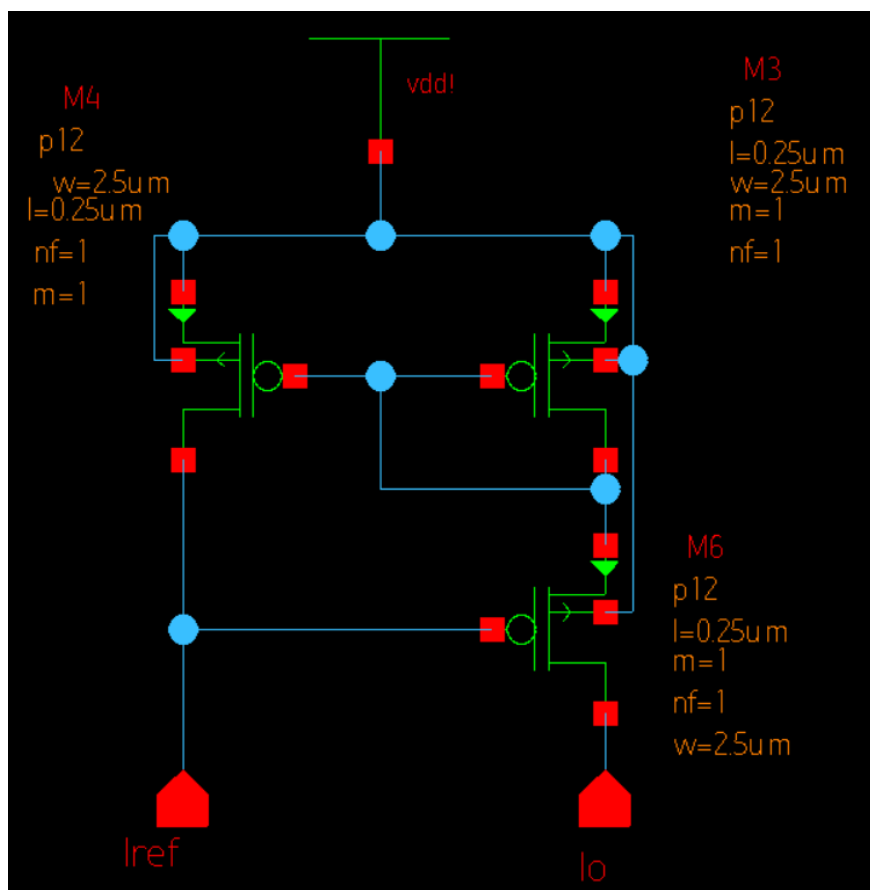 vdd!
M4
p12
w=2.5um
l=0.25um
nf=1
m=1
M3
p12
l=0.25um
w=2.5um
m=1
nf=1
M6
p12
l=0.25um
m=1
nf=1
w=2.5um
Iref
Io